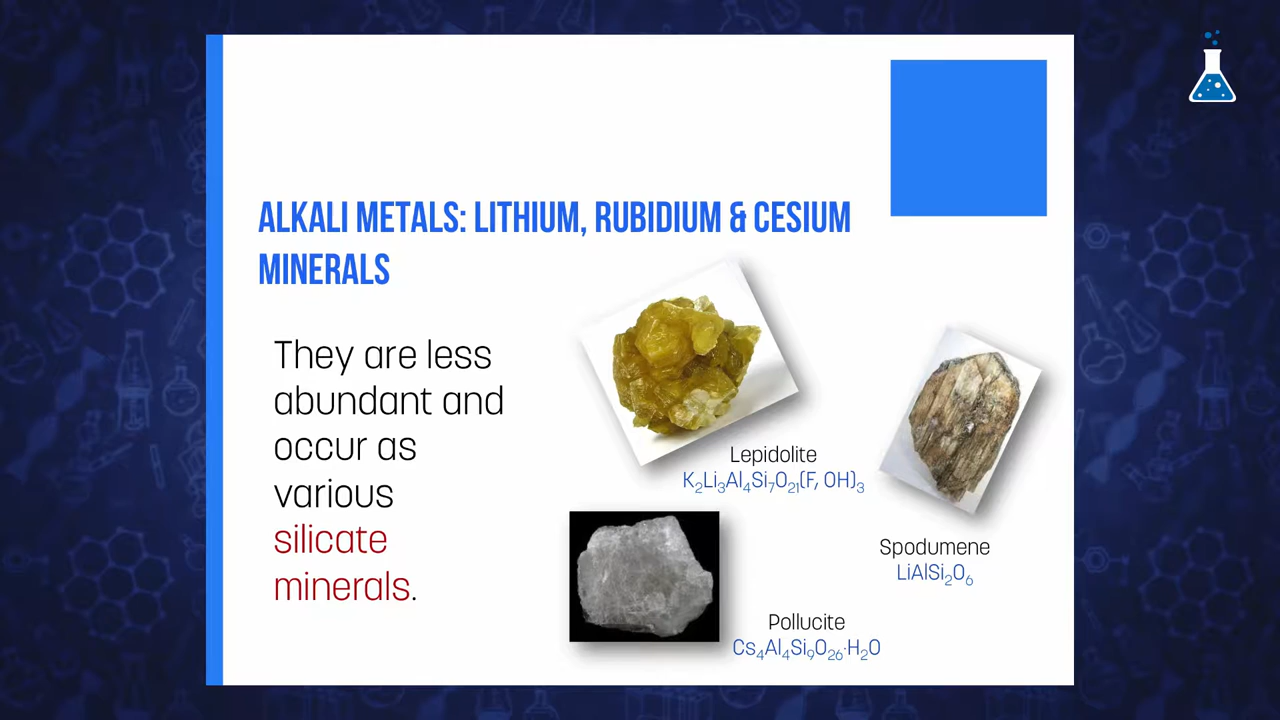 ALKALI METALS: LITHIUM, RUBIDIUM & CESIUM
MINERALS
They are less
abundant and
occur as
various
silicate
minerals.
Lepidolite
K₂Li₃Al₄Si₇O₂₁(F, OH)₃
Spodumene
LiAlSi₂O₆
Pollucite
Cs₄Al₄Si₉O₂₆·H₂O